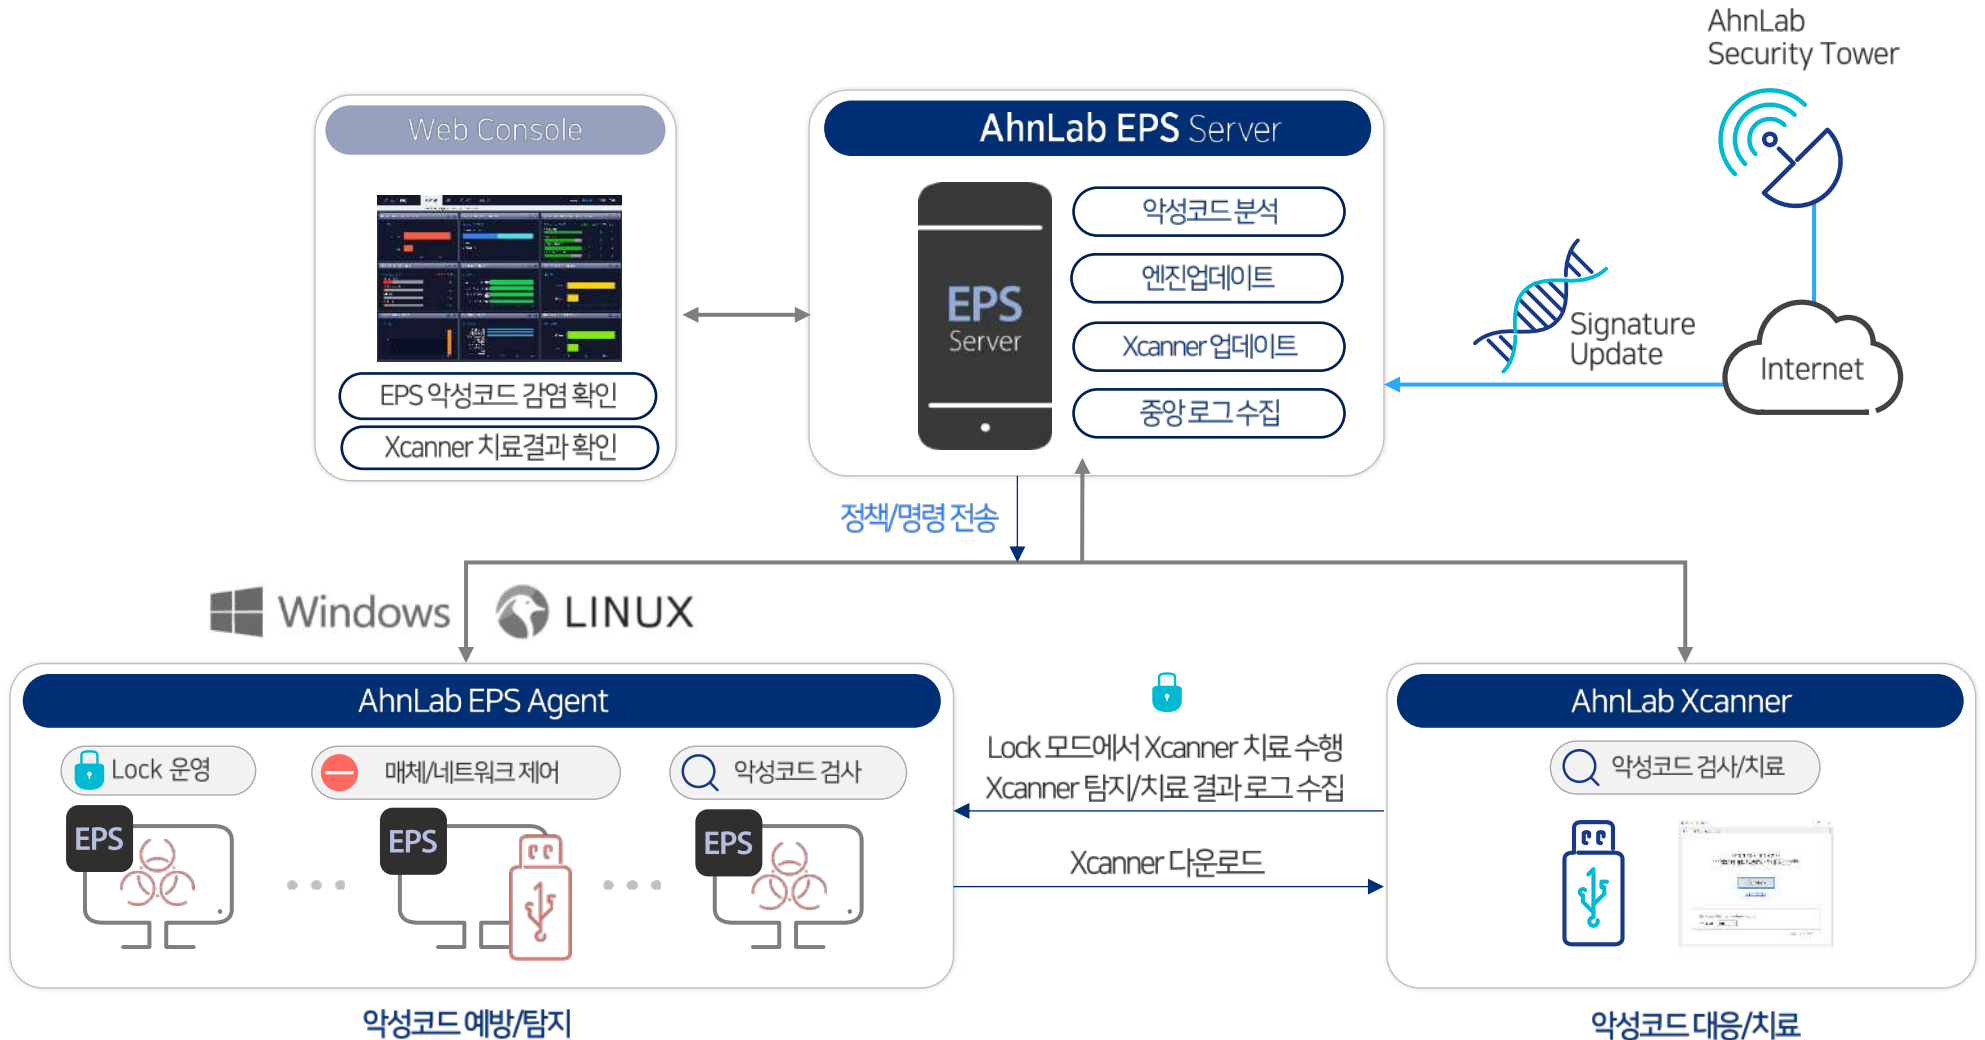 AhnLab
Security Tower
Web Console
AhnLab EPS Server
악성코드 분석
엔진업데이트
EPS
Server
Xcanner 업데이트
중앙 로그 수집
EPS 악성코드 감염 확인
Xcanner 치료결과 확인
Signature
Update
Internet
정책/명령 전송
Windows
LINUX
AhnLab EPS Agent
Lock 운영
매체/네트워크 제어
악성코드 검사
EPS
EPS
EPS
Lock 모드에서 Xcanner 치료 수행
Xcanner 탐지/치료 결과 로그 수집
Xcanner 다운로드
AhnLab Xcanner
악성코드 검사/치료
악성코드 예방/탐지
악성코드 대응/치료